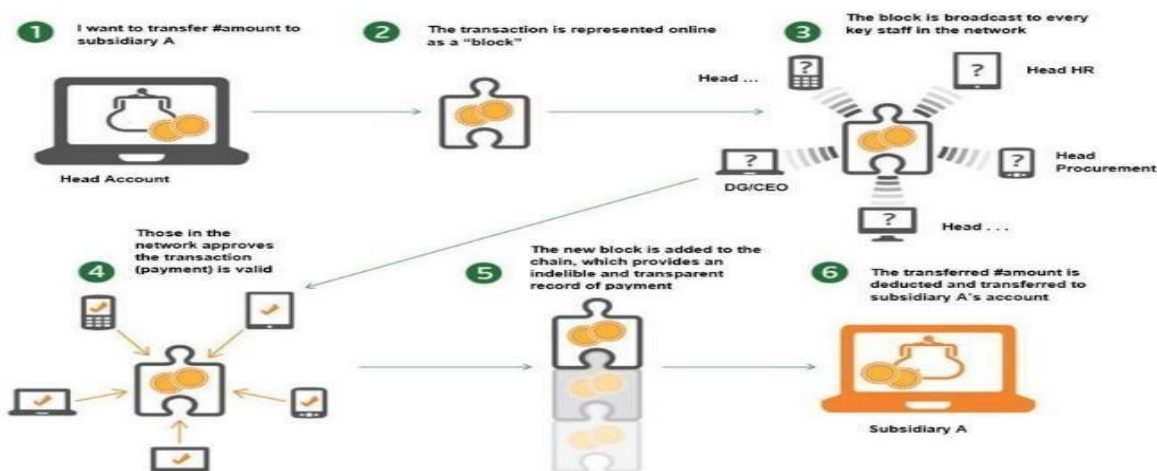 1 I want to transfer #amount to
subsidiary A
Head Account
2 The transaction is represented online
as a “block”
3 The block is broadcast to every
key staff in the network
Head ...
?
?
Head HR
?
DG/CEO
?
Head
Procurement
?
Head . . .
4 Those in the
network approves
the transaction
(payment) is valid
5 The new block is added to the
chain, which provides an
indelible and transparent
record of payment
6 The transferred #amount is
deducted and transferred to
subsidiary A's account
Subsidiary A